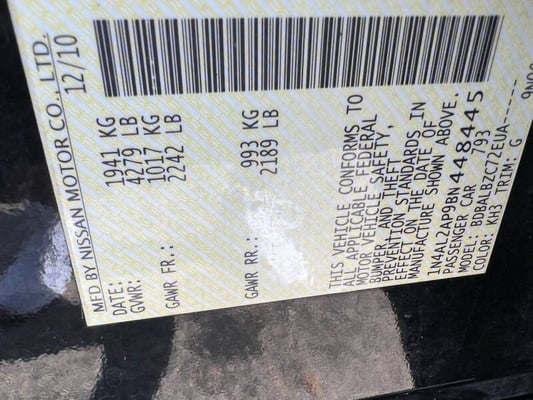 MFD BY NISSAN MOTOR CO., LTD.
DATE: 12/10
GVWR: 1941 KG
4279 LB
GAWR FR.: 1017 KG
2242 LB
GAWR RR.: 993 KG
2189 LB
THIS VEHICLE CONFORMS TO
ALL APPLICABLE FEDERAL
MOTOR VEHICLE SAFETY,
BUMPER, AND THEFT
PREVENTION STANDARDS IN
EFFECT ON THE DATE OF
MANUFACTURE SHOWN ABOVE.
1N4AL2AP9BN448445
PASSENGER CAR 793
MODEL: BDBALBZC72EUA------
COLOR: KH3 TRIM: G